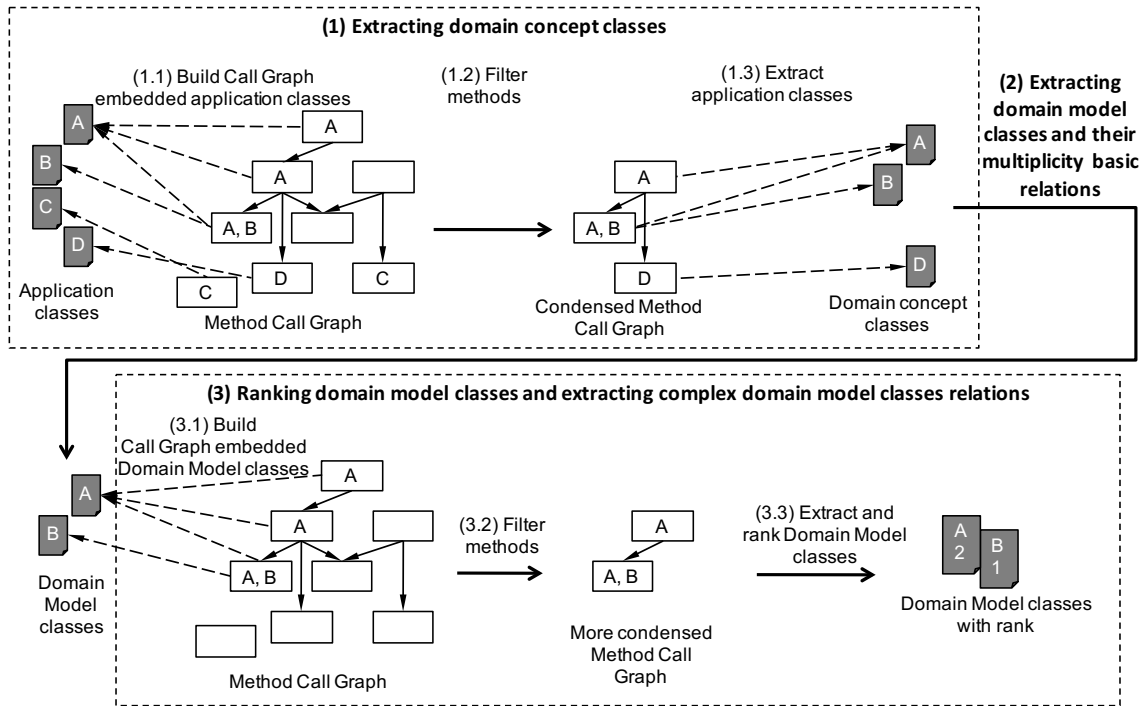 (1) Extracting domain concept classes
(1.1) Build Call Graph
embedded application classes
(1.2) Filter
methods
(1.3) Extract
application classes
(2) Extracting
domain model
classes and their
multiplicity basic
relations
A
B
C
D
Application
classes
A
A
A, B
D
C
C
Method Call Graph
A
A, B
D
Condensed Method
Call Graph
A
B
D
Domain concept
classes
(3) Ranking domain model classes and extracting complex domain model classes relations
(3.1) Build
Call Graph embedded
Domain Model classes
A
B
Domain
Model
classes
A
A
A, B
Method Call Graph
(3.2) Filter
methods
A
A, B
More condensed
Method Call
Graph
(3.3) Extract and
rank Domain Model
classes
A
2
B
1
Domain Model classes
with rank